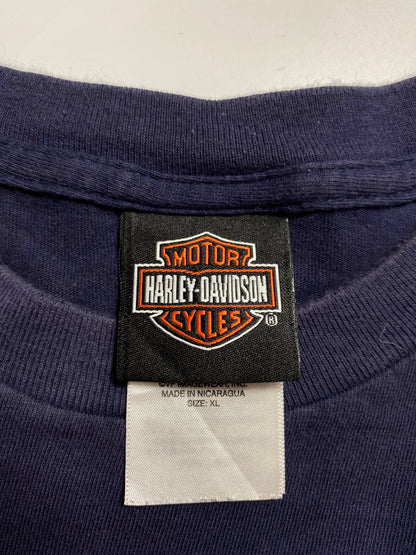 MOTOR
HARLEY-DAVIDSON
CYCLES ®
MADE IN NICARAGUA
SIZE: XL